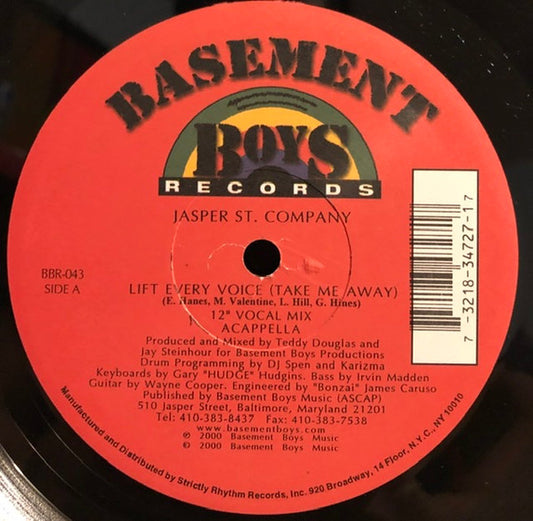 BASEMENT
BOYS
RECORDS
JASPER ST. COMPANY
BBR-043
SIDE A
LIFT EVERY VOICE (TAKE ME AWAY)
(E. Hanes, M. Valentine, L. Hill, G. Hines)
12" VOCAL MIX
ACAPPELLA
Produced and Mixed by Teddy Douglas and
Jay Steinhour for Basement Boys Productions
Drum Programming by DJ Spen and Karizma
Keyboards by Gary "HUDGE" Hudgins. Bass by Irvin Madden
Guitar by Wayne Cooper. Engineered by "Bonzai" James Caruso
Published by Basement Boys Music (ASCAP)
510 Jasper Street, Baltimore, Maryland 21201
Tel: 410-383-8437 Fax: 410-383-7538
www.basementboys.com
℗ 2000 Basement Boys Music
© 2000 Basement Boys Music
Manufactured and Distributed by Strictly Rhythm Records, Inc. 920 Broadway, 14 Floor, N.Y.C., NY 10010
7 -3218-34727-1 7